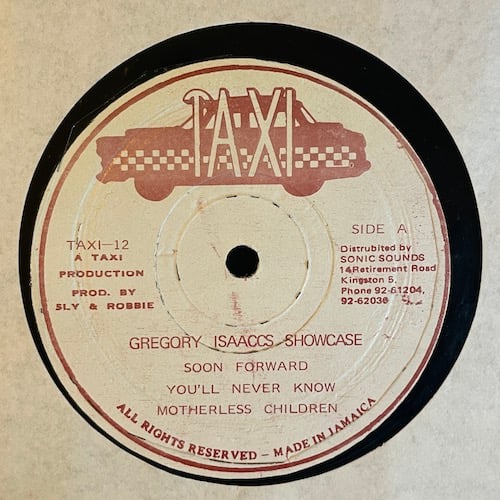 TAXI
TAXI-12
A TAXI
PRODUCTION
PROD. BY
SLY & ROBBIE
SIDE A
Distrubited by
SONIC SOUNDS
14Retirement Road
Kingston 5,
Phone 92-61204,
92-62036
GREGORY ISAACCS SHOWCASE
SOON FORWARD
YOU'LL NEVER KNOW
MOTHERLESS CHILDREN
ALL RIGHTS RESERVED - MADE IN JAMAICA